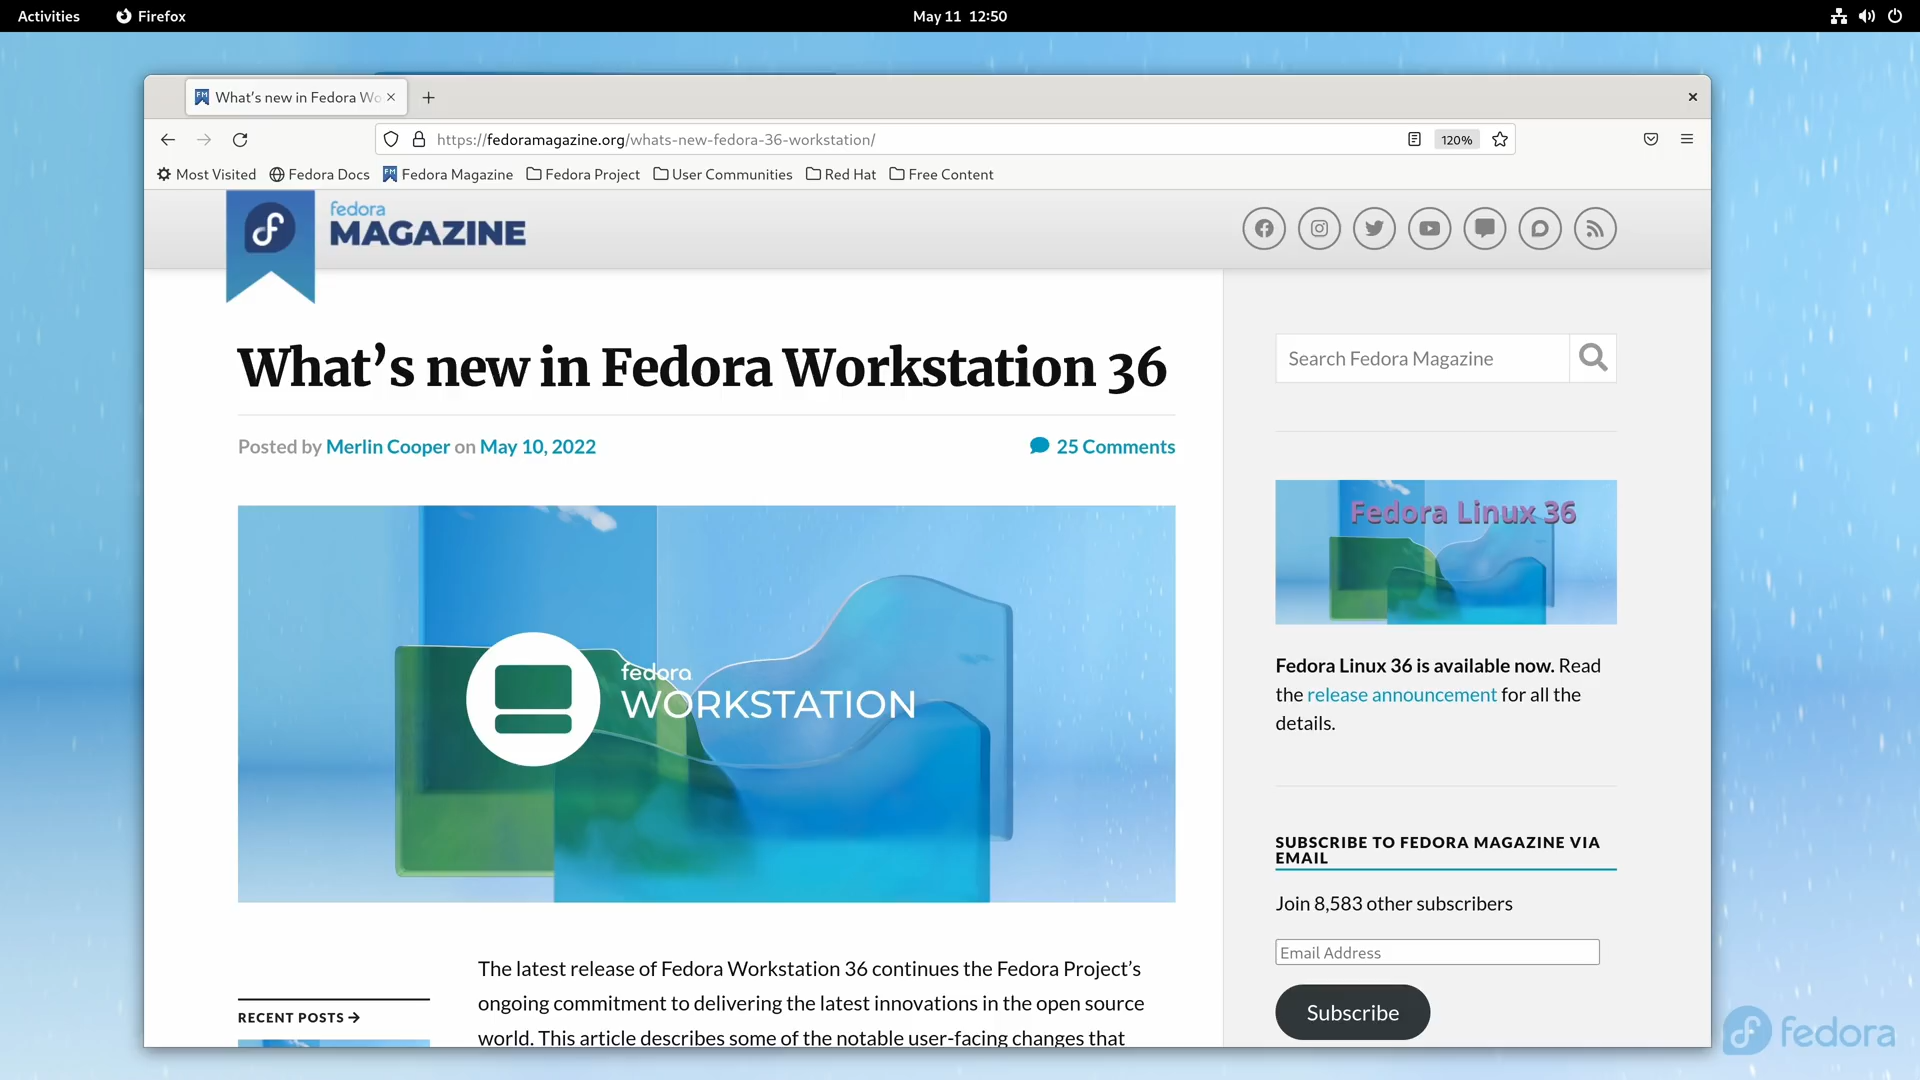 Activities
Firefox
May 11 12:50
What's new in Fedora Wo
https://fedoramagazine.org/whats-new-fedora-36-workstation/
120%
Most Visited
Fedora Docs
Fedora Magazine
Fedora Project
User Communities
Red Hat
Free Content
fedora
MAGAZINE
What's new in Fedora Workstation 36
Posted by Merlin Cooper on May 10, 2022
25 Comments
fedora
WORKSTATION
The latest release of Fedora Workstation 36 continues the Fedora Project's
ongoing commitment to delivering the latest innovations in the open source
world. This article describes some of the notable user-facing changes that
RECENT POSTS →
Search Fedora Magazine
Fedora Linux 36
Fedora Linux 36 is available now. Read
the release announcement for all the
details.
SUBSCRIBE TO FEDORA MAGAZINE VIA
EMAIL
Join 8,583 other subscribers
Email Address
Subscribe
fedora